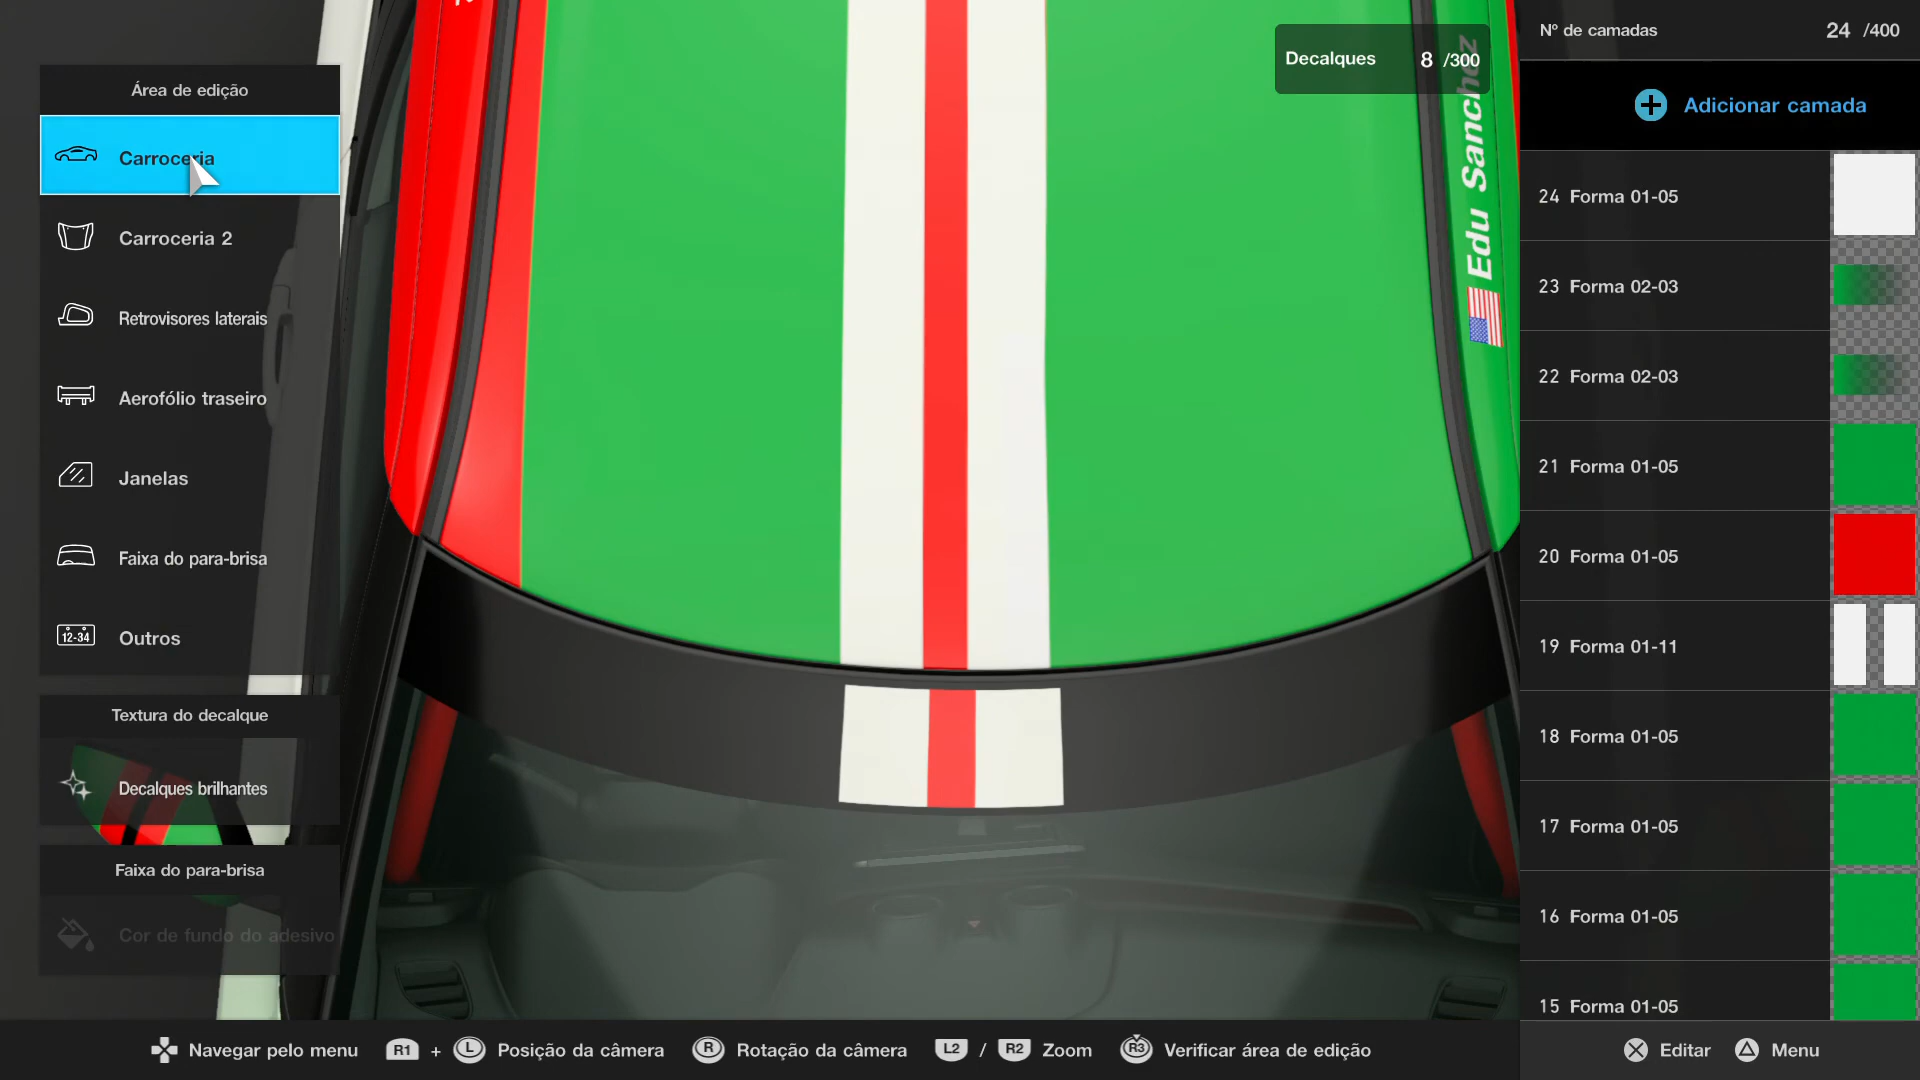 Área de edição
Carroceria
Carroceria 2
Retrovisores laterais
Aerofólio traseiro
Janelas
Faixa do para-brisa
12-34
Outros
Textura do decalque
Decalques brilhantes
Faixa do para-brisa
Cor de fundo do adesivo
Decalques 8 /300
Edu Sanchez
Nº de camadas 24 /400
Adicionar camada
24 Forma 01-05
23 Forma 02-03
22 Forma 02-03
21 Forma 01-05
20 Forma 01-05
19 Forma 01-11
18 Forma 01-05
17 Forma 01-05
16 Forma 01-05
15 Forma 01-05
Navegar pelo menu R1 + L Posição da câmera R Rotação da câmera L2 / R2 Zoom R3 Verificar área de edição Editar Menu